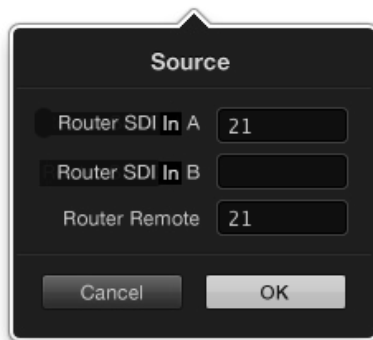 Source
Router SDI In A 21
Router SDI In B
Router Remote 21
Cancel OK